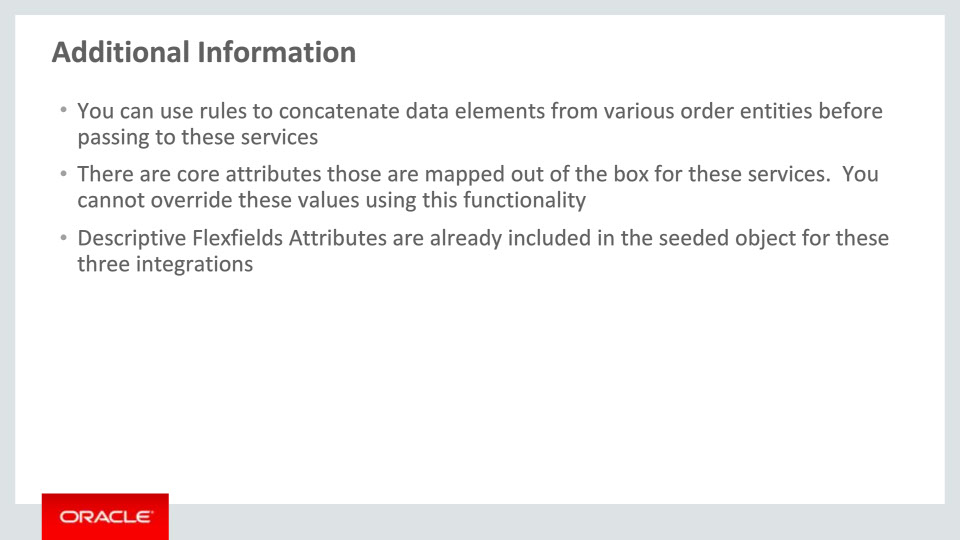 Additional Information
• You can use rules to concatenate data elements from various order entities before
passing to these services
• There are core attributes those are mapped out of the box for these services.  You
cannot override these values using this functionality
• Descriptive Flexfields Attributes are already included in the seeded object for these
three integrations
ORACLE